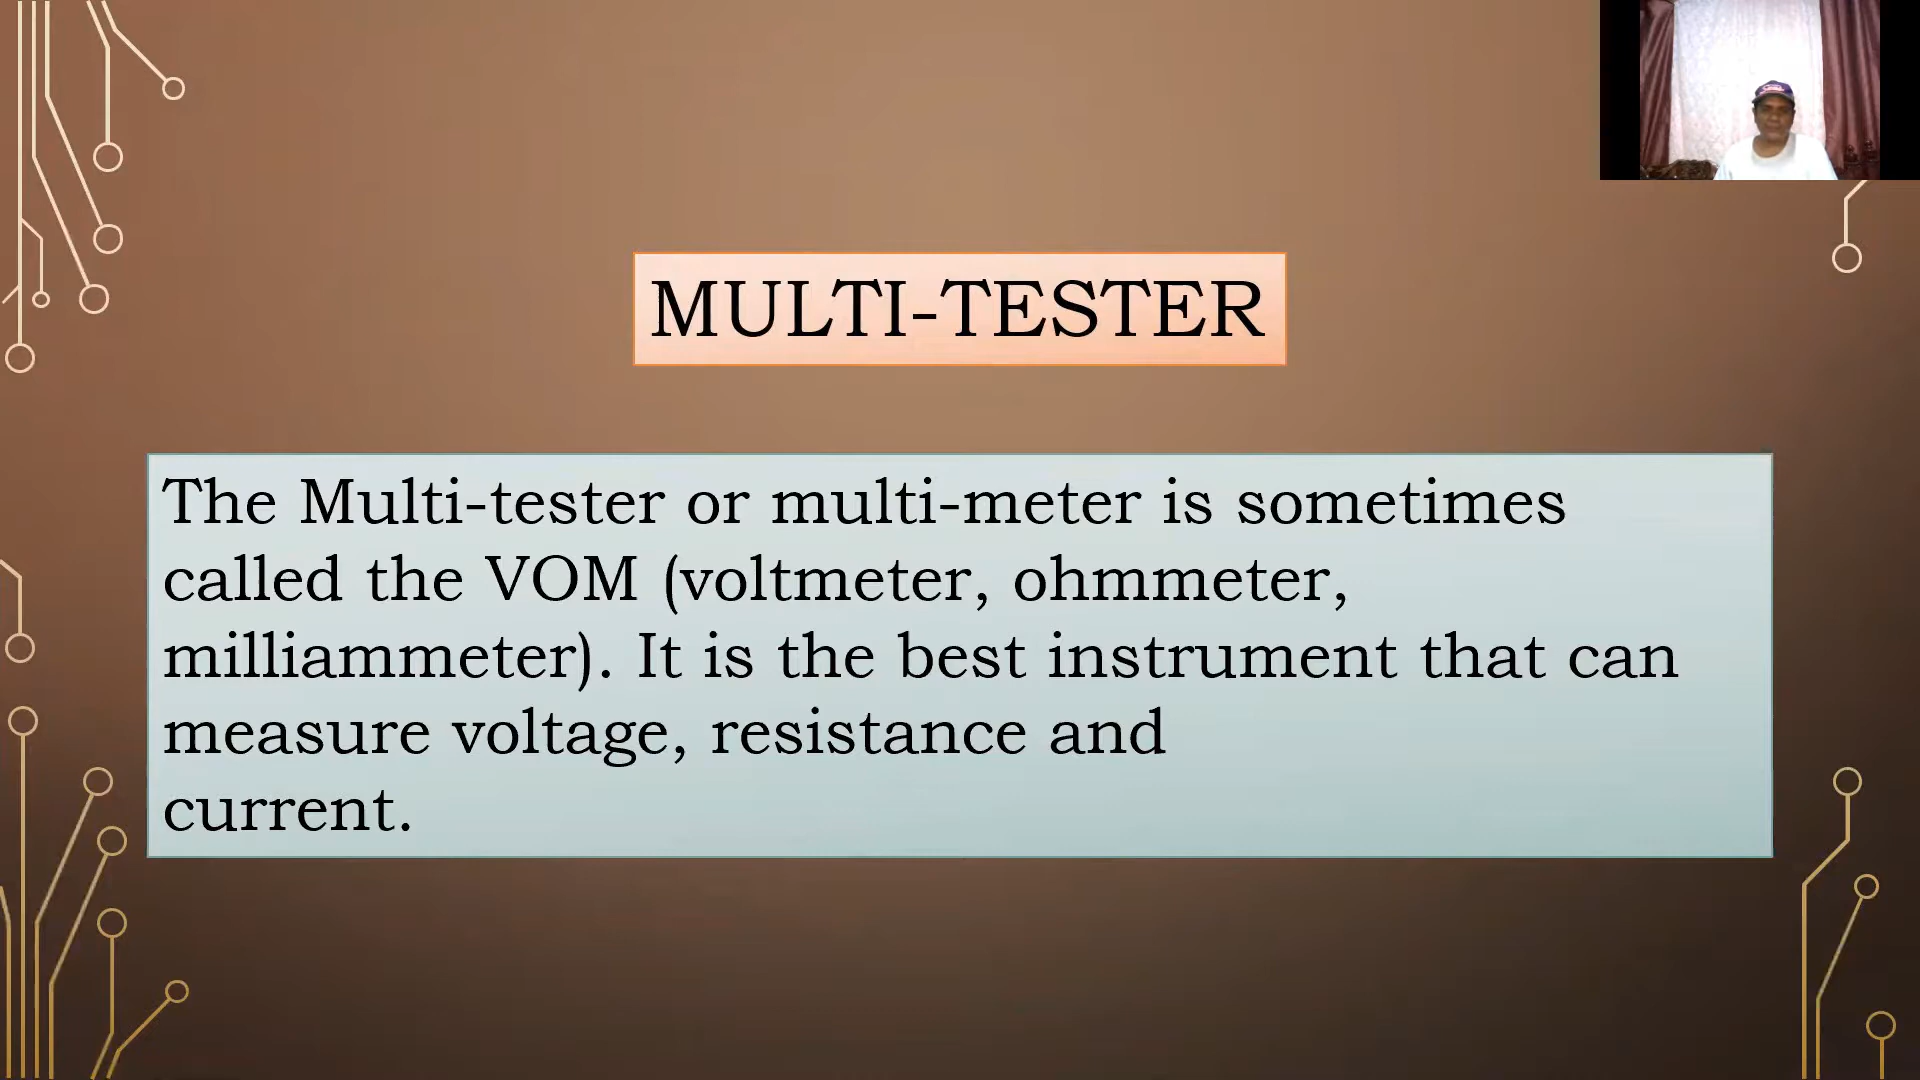 MULTI-TESTER
The Multi-tester or multi-meter is sometimes
called the VOM (voltmeter, ohmmeter,
milliammeter). It is the best instrument that can
measure voltage, resistance and
current.